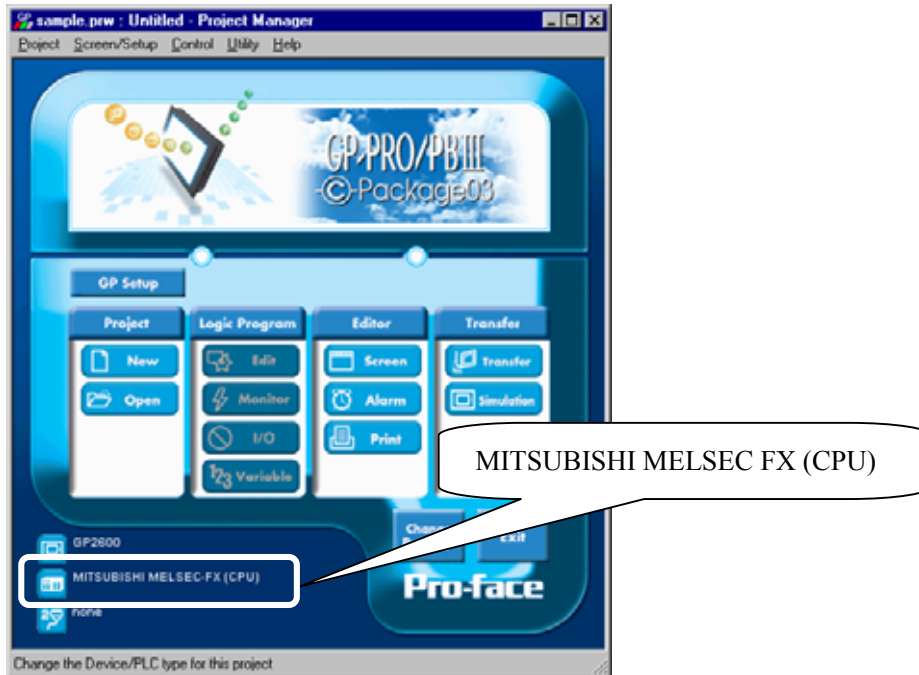 sample.prw : Untitled - Project Manager
Project Screen/Setup Control Utility Help
GP-PRO/PBIII
-C-Package03
GP Setup
Project Logic Program Editor Transfer
New Edit Screen Transfer
Open Monitor Alarm Simulation
I/O Print
Variable
MITSUBISHI MELSEC FX (CPU)
GP2600
Exit
MITSUBISHI MELSEC-FX (CPU)
Pro-face
none
Change the Device/PLC type for this project